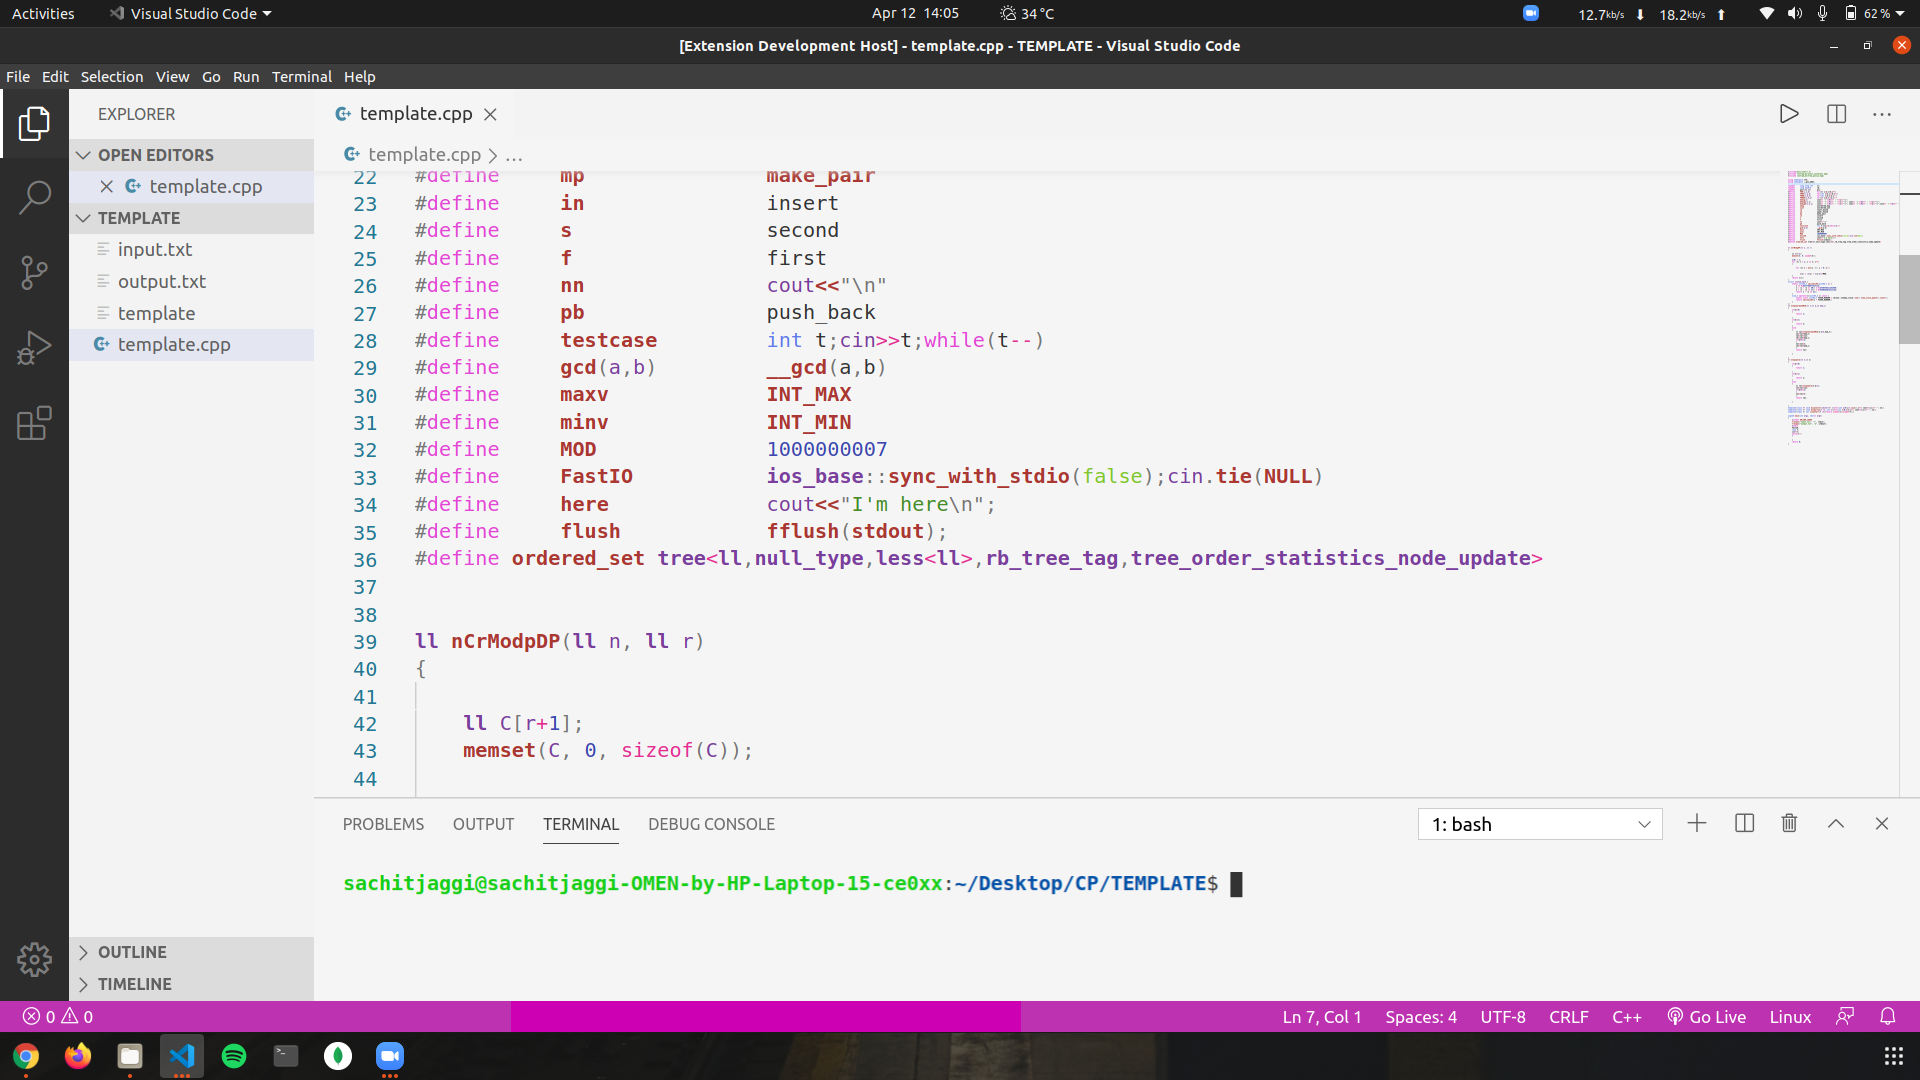 Activities Visual Studio Code Apr 12 14:05 34 °C 12.7kb/s 18.2kb/s 62 %
[Extension Development Host] - template.cpp - TEMPLATE - Visual Studio Code
File Edit Selection View Go Run Terminal Help
EXPLORER
OPEN EDITORS
template.cpp
TEMPLATE
input.txt
output.txt
template
template.cpp
OUTLINE
TIMELINE
template.cpp
template.cpp > ...
22 #define mp make_pair
23 #define in insert
24 #define s second
25 #define f first
26 #define nn cout<<"\n"
27 #define pb push_back
28 #define testcase int t;cin>>t;while(t--)
29 #define gcd(a,b) __gcd(a,b)
30 #define maxv INT_MAX
31 #define minv INT_MIN
32 #define MOD 1000000007
33 #define FastIO ios_base::sync_with_stdio(false);cin.tie(NULL)
34 #define here cout<<"I'm here\n";
35 #define flush fflush(stdout);
36 #define ordered_set tree<ll,null_type,less<ll>,rb_tree_tag,tree_order_statistics_node_update>
37
38
39 ll nCrModpDP(ll n, ll r)
40 {
41
42 ll C[r+1];
43 memset(C, 0, sizeof(C));
44
PROBLEMS OUTPUT TERMINAL DEBUG CONSOLE 1: bash
sachitjaggi@sachitjaggi-OMEN-by-HP-Laptop-15-ce0xx:~/Desktop/CP/TEMPLATE$
0 0 Ln 7, Col 1 Spaces: 4 UTF-8 CRLF C++ Go Live Linux